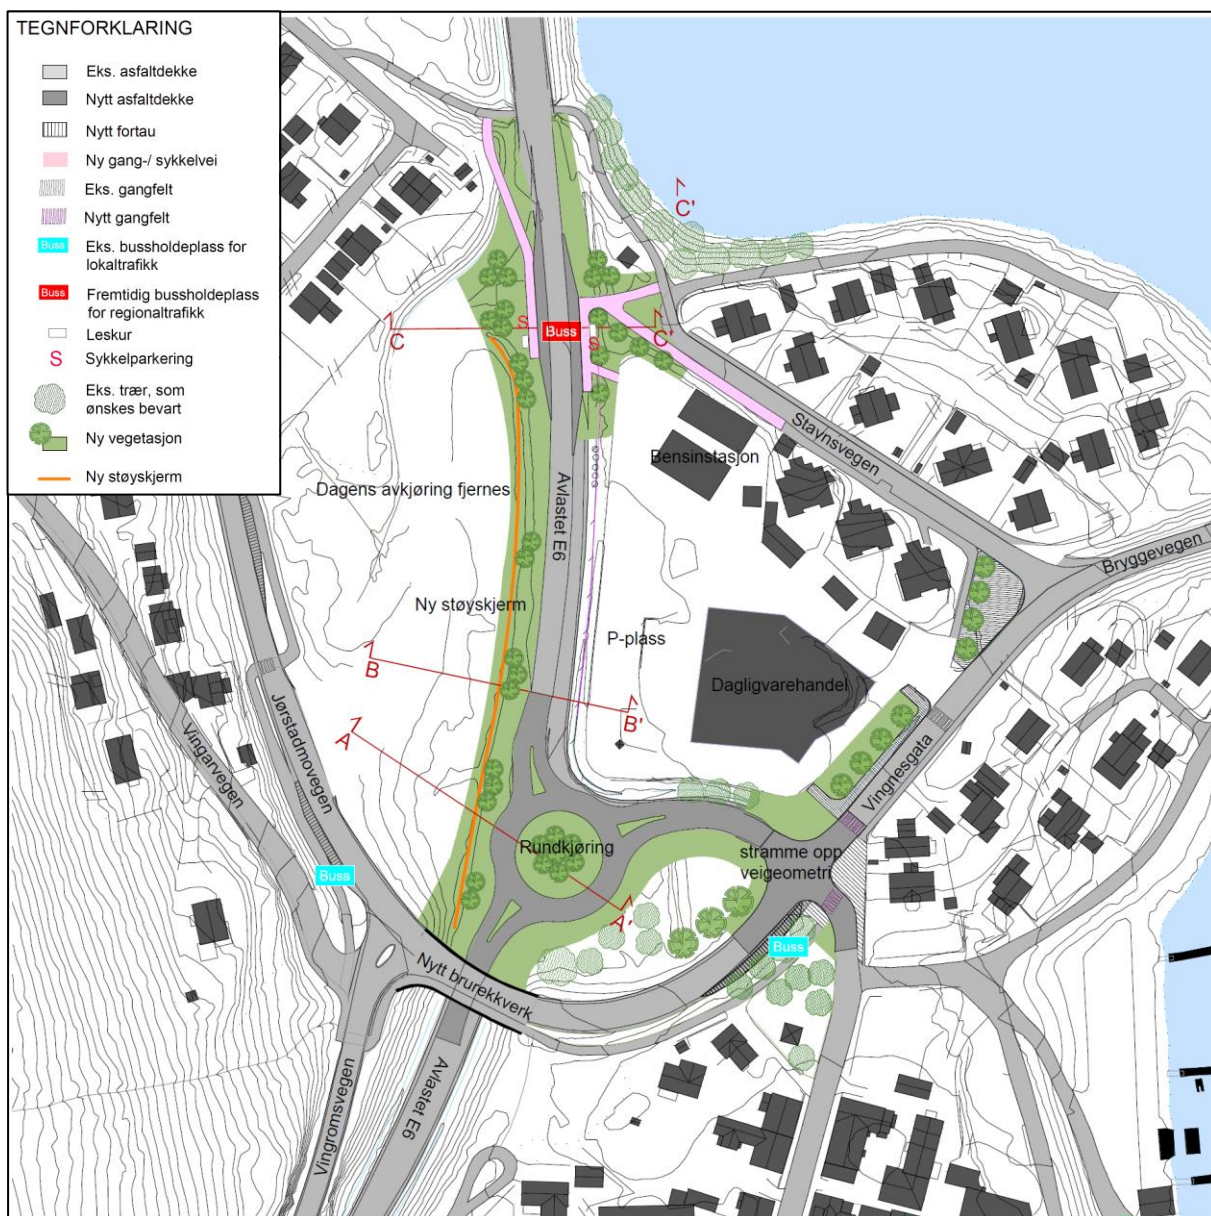 TEGNFORKLARING
Eks. asfaltdekke
Nytt asfaltdekke
Nytt fortau
Ny gang-/ sykkelvei
Eks. gangfelt
Nytt gangfelt
Buss
Eks. bussholdeplass for
lokaltrafikk
Buss
Fremtidig bussholdeplass
for regionaltrafikk
Leskur
S
Sykkelparkering
Eks. trær, som
ønskes bevart
Ny vegetasjon
Ny støyskjerm
C'
C
S
Buss
S
C'
Stavnsvegen
Bensinstasjon
Dagens avkjøring fjernes
Avlastet E6
Bryggevegen
Ny støyskjerm
P-plass
B
B'
Dagligvarehandel
Jørstadmovegen
Vingarvegen
A
Vingnesgata
Rundkjøring
stramme opp
veigeometri
Buss
A'
Buss
Nytt brurekkverk
Avlastet E6
Vingromsvegen